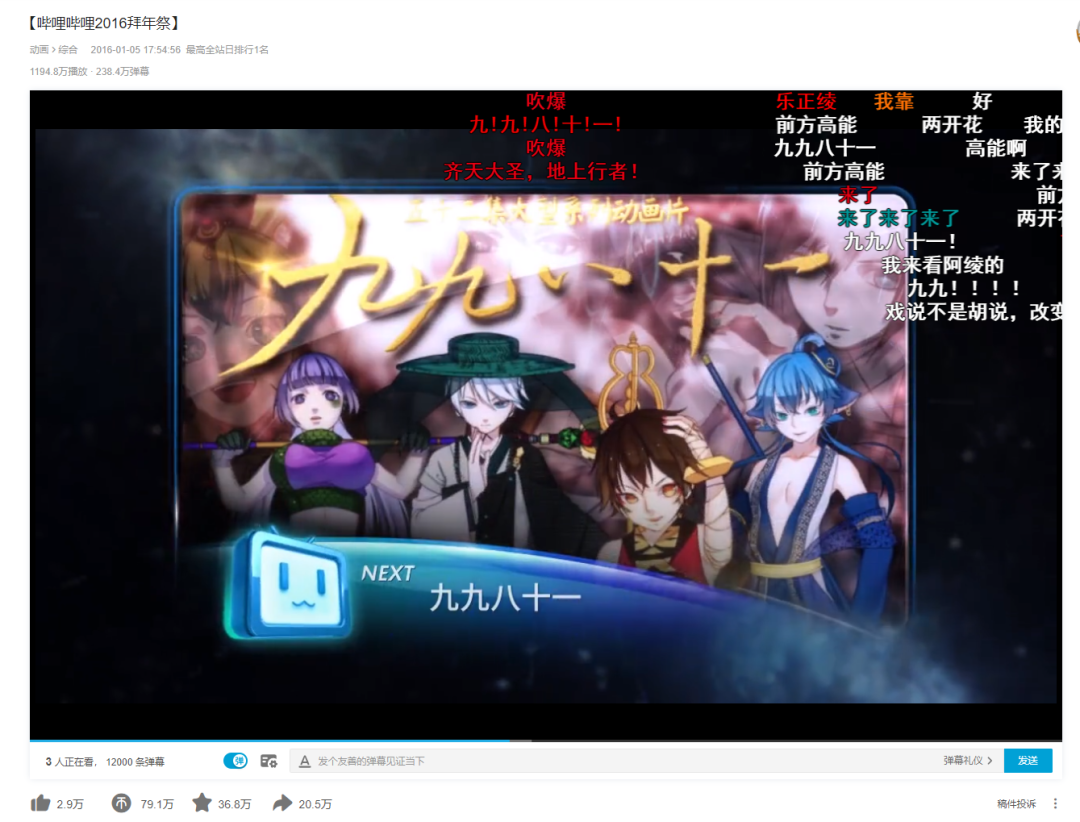 【哔哩哔哩2016拜年祭】
动画 > 综合 2016-01-05 17:54:56 最高全站日排行1名
1194.8万播放 · 238.4万弹幕
吹爆
乐正绫 我靠 好
九!九!八!十!一!
前方高能 两开花 我的
吹爆
九九八十一 高能啊
齐天大圣，地上行者!
前方高能 来了来
来了
来了来了来了 两开花
九九八十一!
我来看阿绫的
九九!!!!
戏说不是胡说，改变
五十二集大型系列动画片
九九八十一
NEXT
九九八十一
3 人正在看， 12000 条弹幕
弹
A 发个友善的弹幕见证当下
弹幕礼仪 >
发送
2.9万 79.1万 36.8万 20.5万
稿件投诉